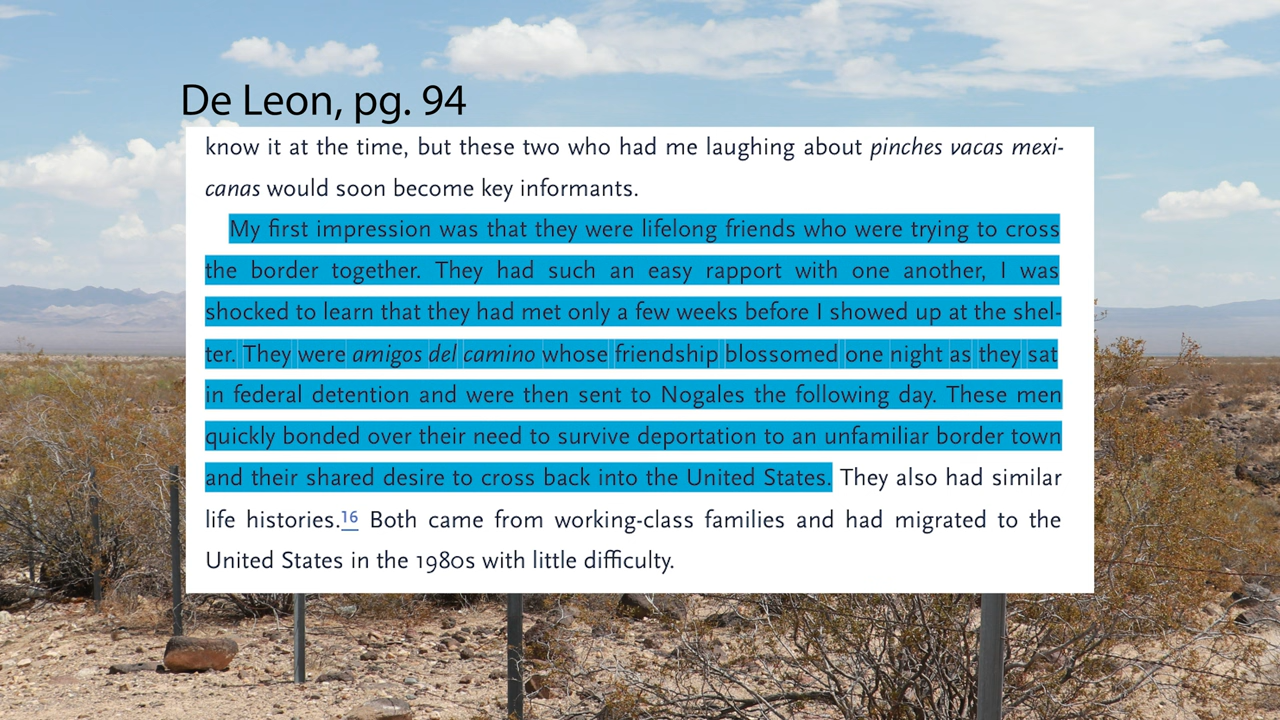 De Leon, pg. 94
know it at the time, but these two who had me laughing about pinches vacas mexi-
canas would soon become key informants.
My first impression was that they were lifelong friends who were trying to cross
the border together. They had such an easy rapport with one another, I was
shocked to learn that they had met only a few weeks before I showed up at the shel-
ter. They were amigos del camino whose friendship blossomed one night as they sat
in federal detention and were then sent to Nogales the following day. These men
quickly bonded over their need to survive deportation to an unfamiliar border town
and their shared desire to cross back into the United States. They also had similar
life histories.16 Both came from working-class families and had migrated to the
United States in the 1980s with little difficulty.